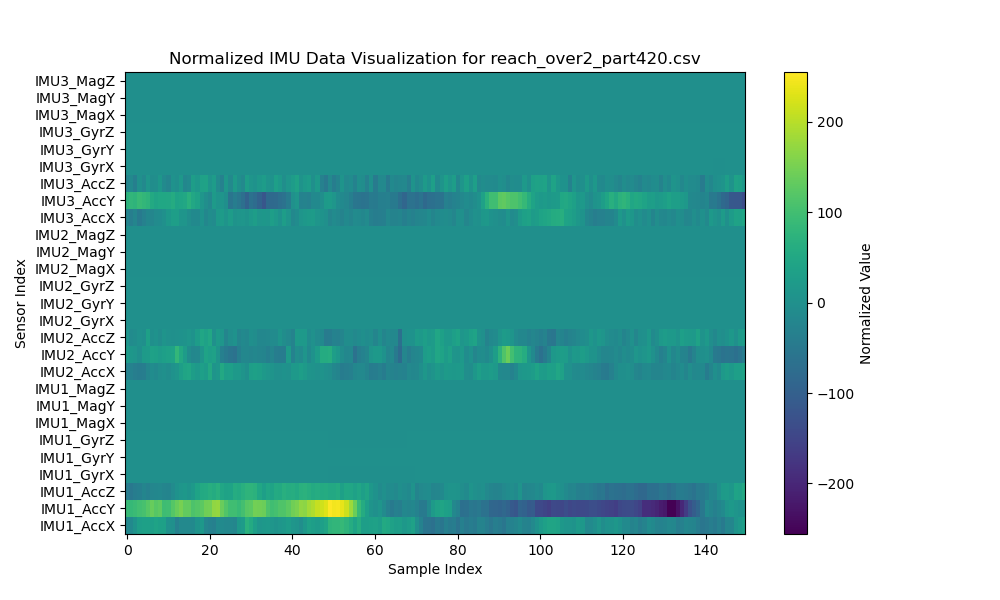 Normalized IMU Data Visualization for reach_over2_part420.csv
Sensor Index
IMU3_MagZ
IMU3_MagY
IMU3_MagX
IMU3_GyrZ
IMU3_GyrY
IMU3_GyrX
IMU3_AccZ
IMU3_AccY
IMU3_AccX
IMU2_MagZ
IMU2_MagY
IMU2_MagX
IMU2_GyrZ
IMU2_GyrY
IMU2_GyrX
IMU2_AccZ
IMU2_AccY
IMU2_AccX
IMU1_MagZ
IMU1_MagY
IMU1_MagX
IMU1_GyrZ
IMU1_GyrY
IMU1_GyrX
IMU1_AccZ
IMU1_AccY
IMU1_AccX
0 20 40 60 80 100 120 140
Sample Index
200
100
0
−100
−200
Normalized Value